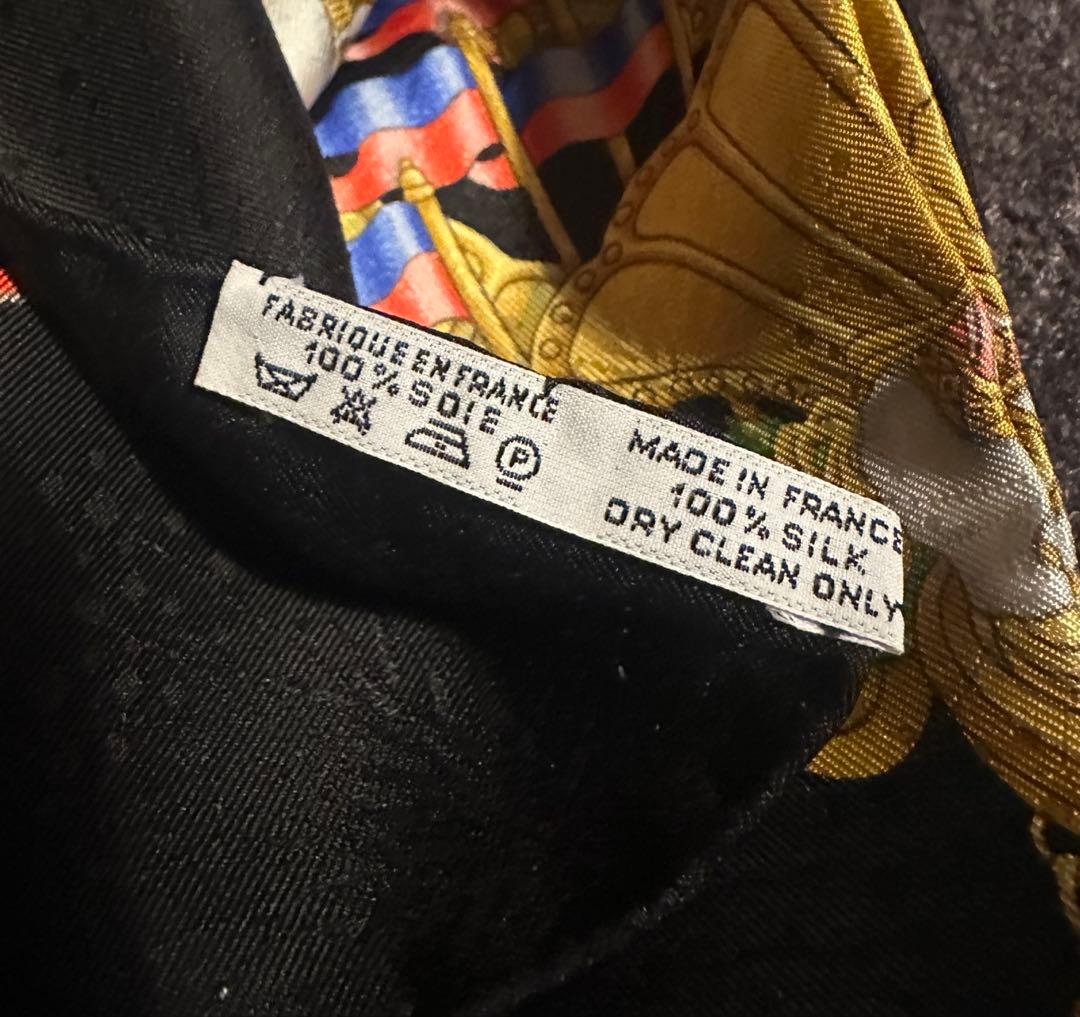 FABRIQUE EN FRANCE
100% SOIE
P
MADE IN FRANCE
100% SILK
DRY CLEAN ONLY